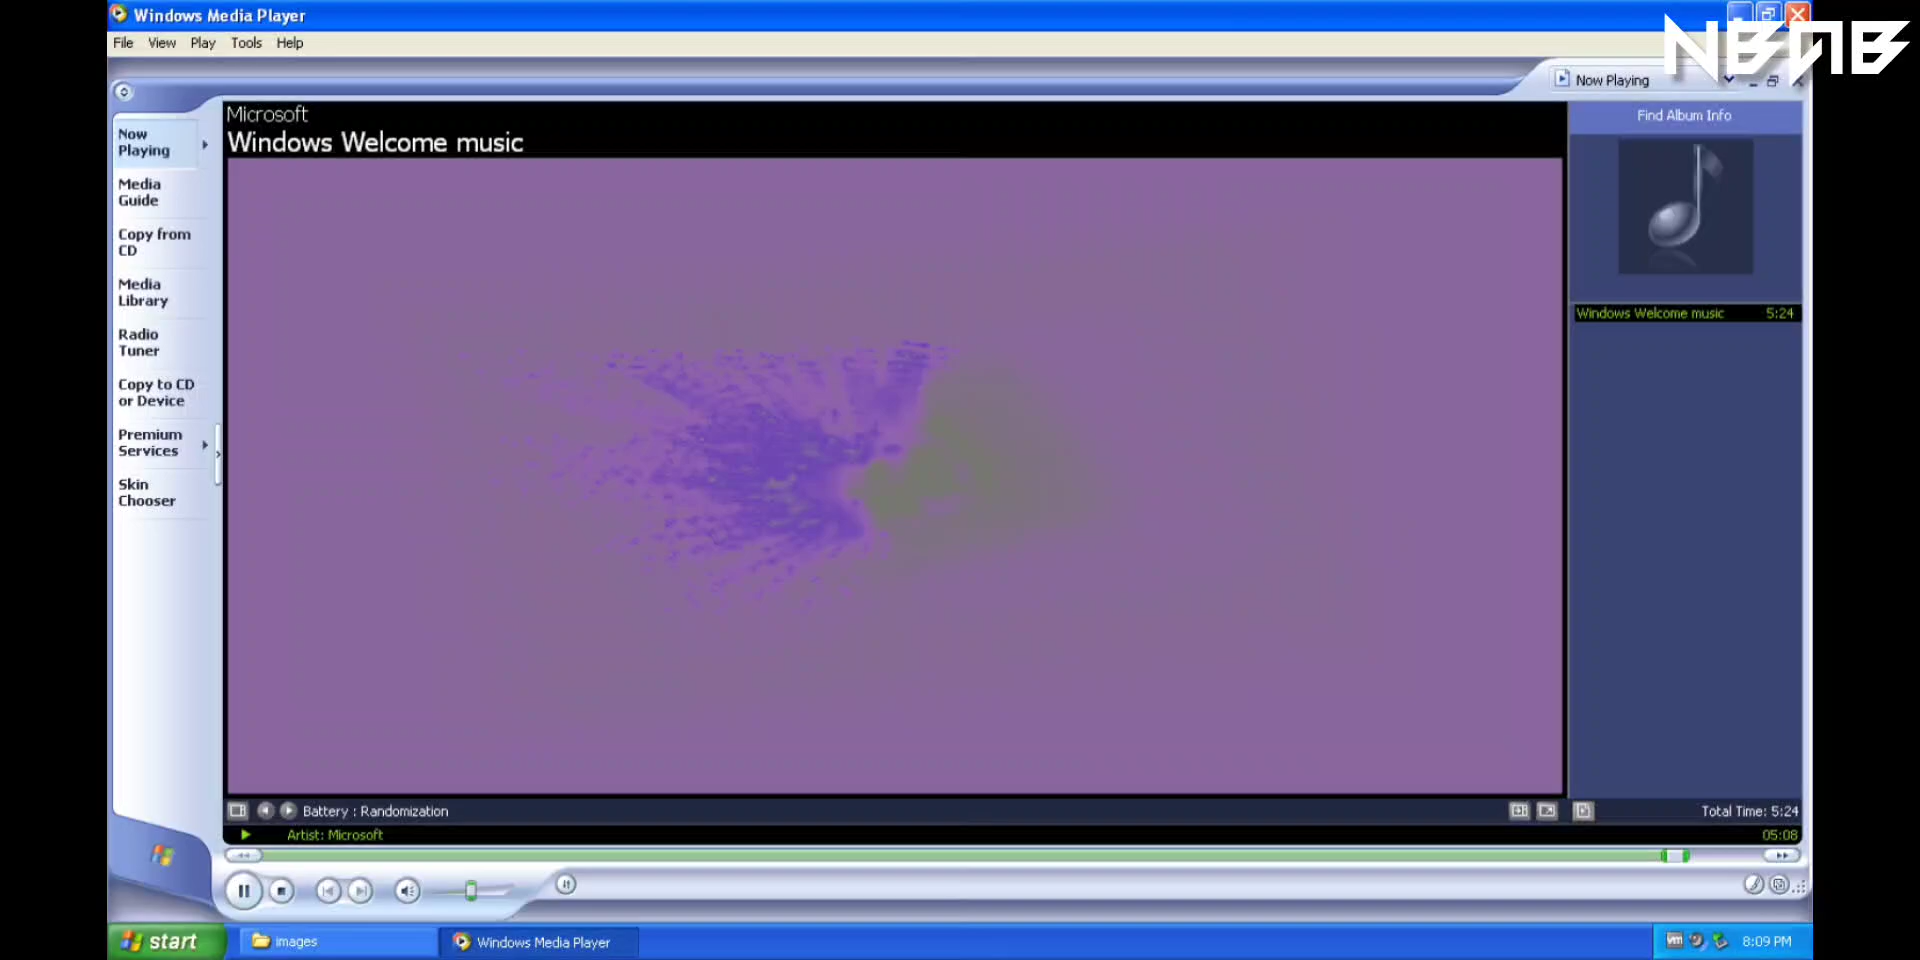 Windows Media Player
File View Play Tools Help
NBNB
Now Playing
Now
Playing
Media
Guide
Copy from
CD
Media
Library
Radio
Tuner
Copy to CD
or Device
Premium
Services
Skin
Chooser
Microsoft
Windows Welcome music
Find Album Info
Windows Welcome music 5:24
Battery : Randomization
Total Time: 5:24
Artist: Microsoft
05:08
start
images
Windows Media Player
vm
8:09 PM